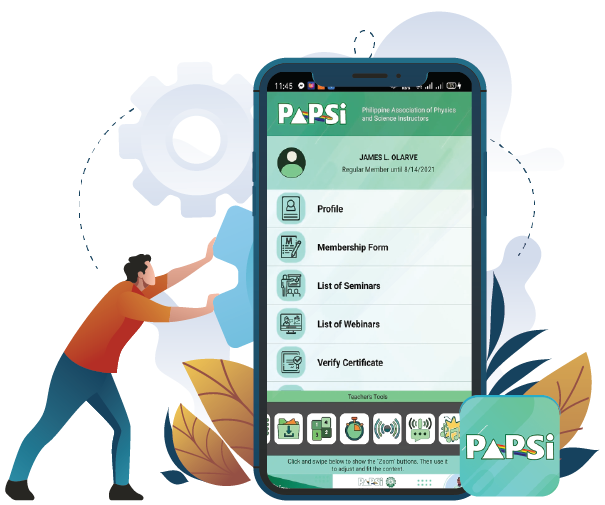 11:45
PAPSi
Philippine Association of Physics
and Science Instructors
JAMES L. OLARVE
Regular Member until 8/14/2021
Profile
Membership Form
List of Seminars
List of Webinars
Verify Certificate
Teachers Tools
Click and swipe below to show the 'Zoom' buttons. Then use it
to adjust and fit the content.
PAPSi
PAPSi